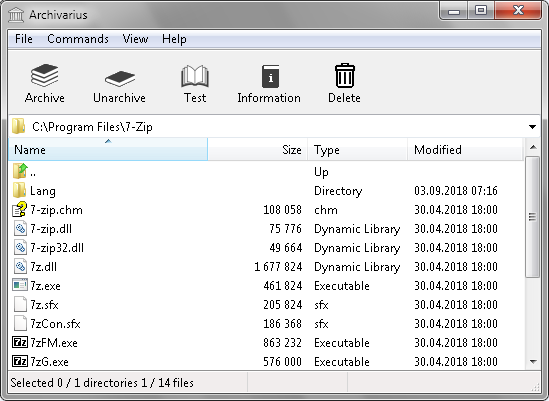 Archivarius
File Commands View Help
Archive Unarchive Test Information Delete
C:\Program Files\7-Zip
Name Size Type Modified
.. Up
Lang Directory 03.09.2018 07:16
7-zip.chm 108 058 chm 30.04.2018 18:00
7-zip.dll 75 776 Dynamic Library 30.04.2018 18:00
7-zip32.dll 49 664 Dynamic Library 30.04.2018 18:00
7z.dll 1 677 824 Dynamic Library 30.04.2018 18:00
7z.exe 461 824 Executable 30.04.2018 18:00
7z.sfx 205 824 sfx 30.04.2018 18:00
7zCon.sfx 186 368 sfx 30.04.2018 18:00
7zFM.exe 863 232 Executable 30.04.2018 18:00
7zG.exe 576 000 Executable 30.04.2018 18:00
Selected 0 / 1 directories 1 / 14 files